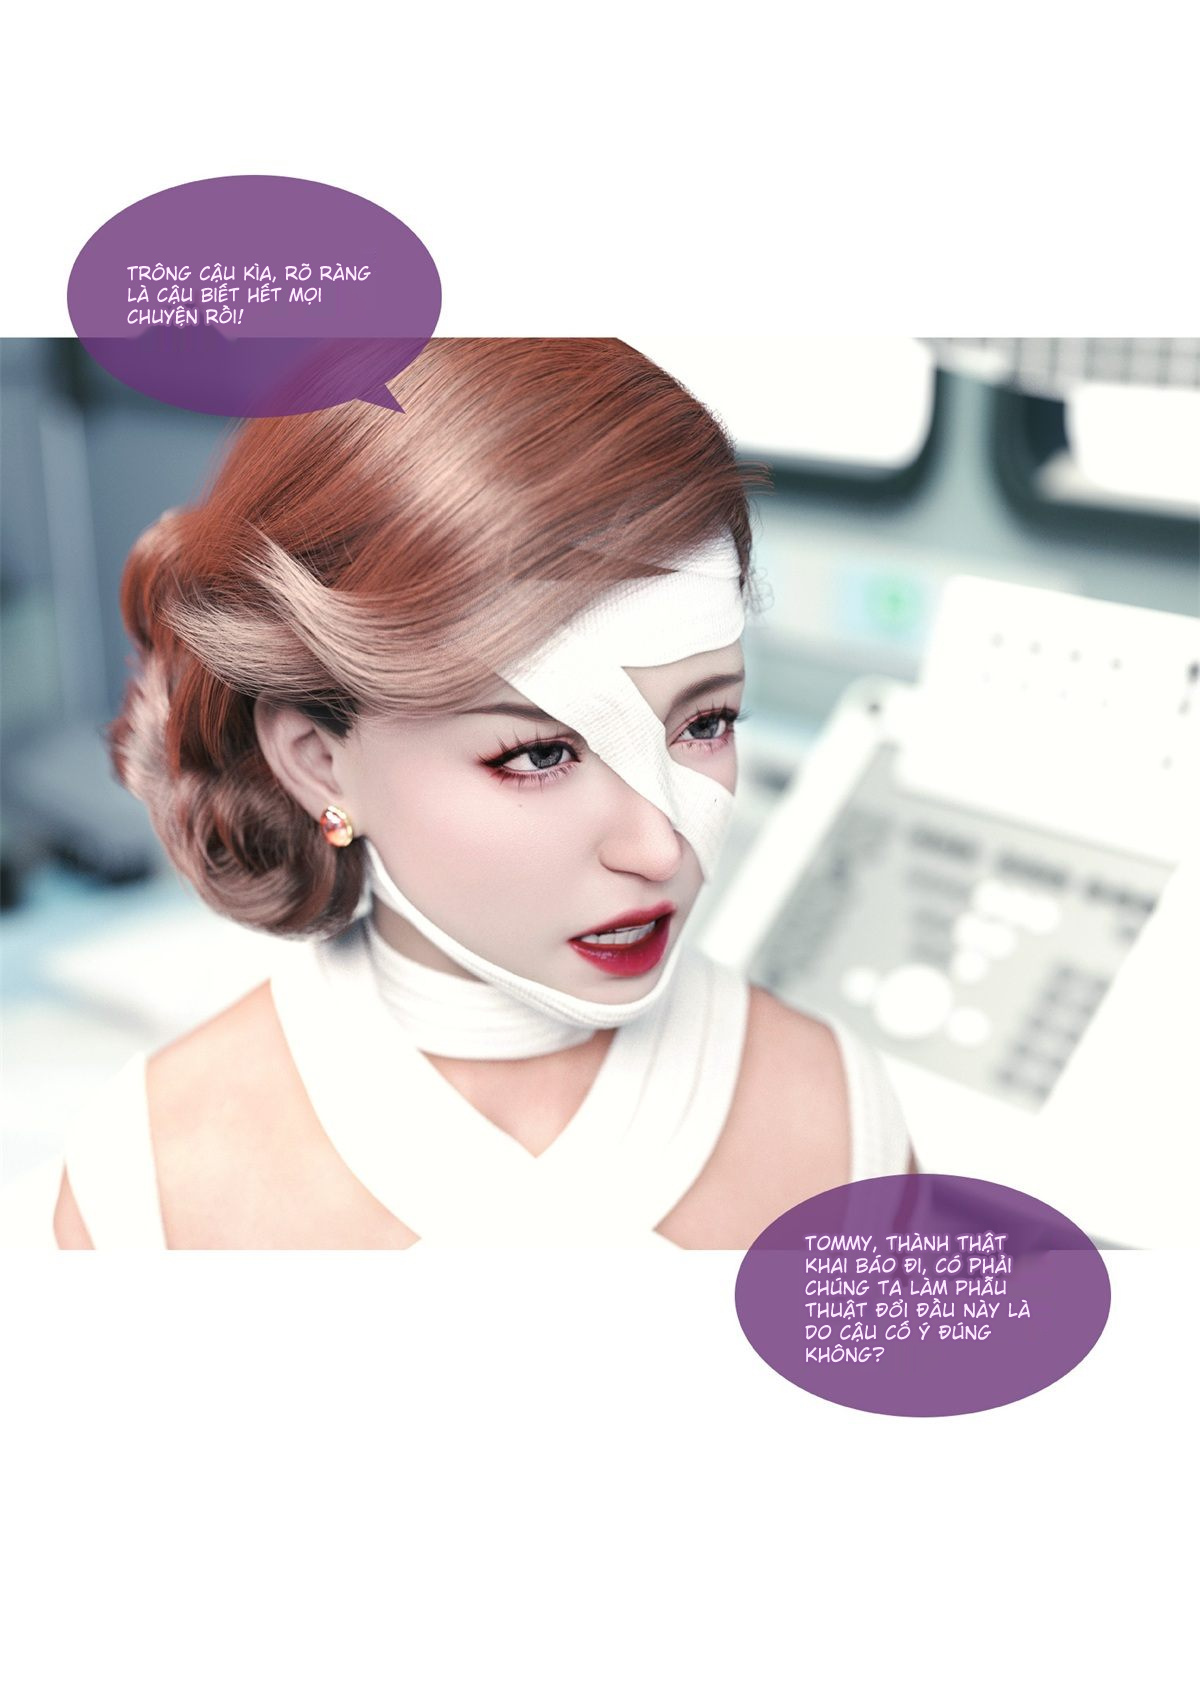 TRÔNG CẬU KÌA, RÕ RÀNG
LÀ CẬU BIẾT HẾT MỌI
CHUYỆN RỒI!
TOMMY, THÀNH THẬT
KHAI BÁO ĐI, CÓ PHẢI
CHÚNG TA LÀM PHẪU
THUẬT ĐỔI ĐẦU NÀY LÀ
DO CẬU CỐ Ý ĐÚNG
KHÔNG?